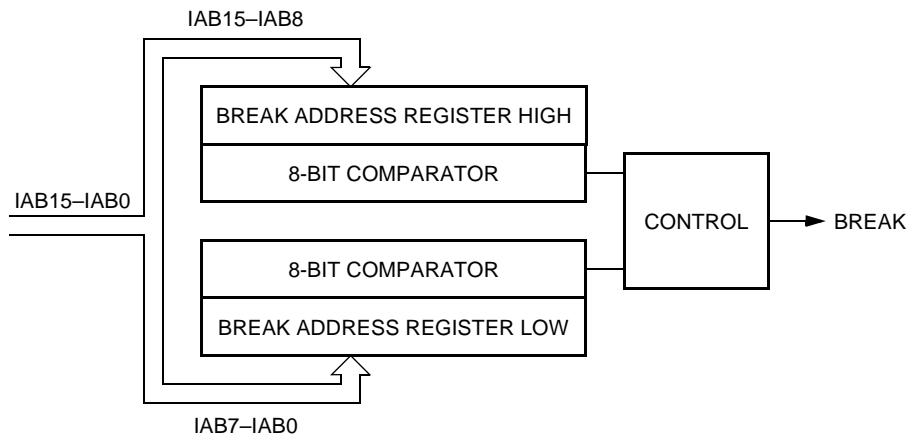 IAB15–IAB8
BREAK ADDRESS REGISTER HIGH
8-BIT COMPARATOR
IAB15–IAB0
CONTROL
BREAK
8-BIT COMPARATOR
BREAK ADDRESS REGISTER LOW
IAB7–IAB0